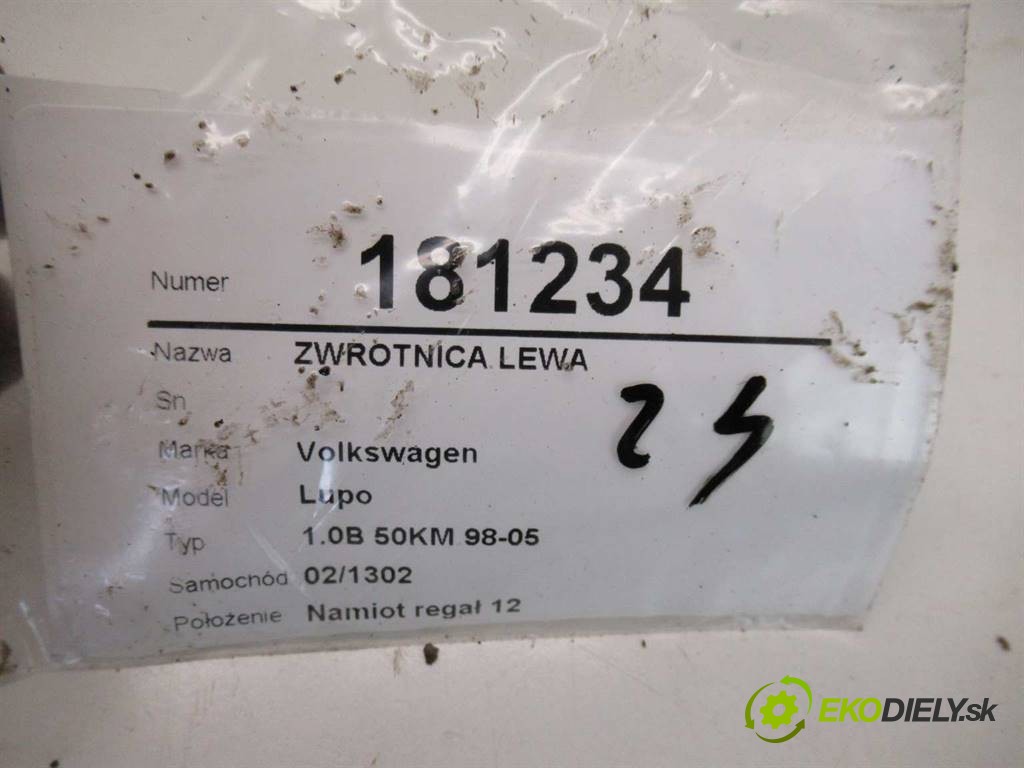 Numer 181234
Nazwa ZWROTNICA LEWA
Sn
Marka Volkswagen
Model Lupo
Typ 1.0B 50KM 98-05
Samochód 02/1302
Położenie Namiot regał 12
EKODIELY.sk